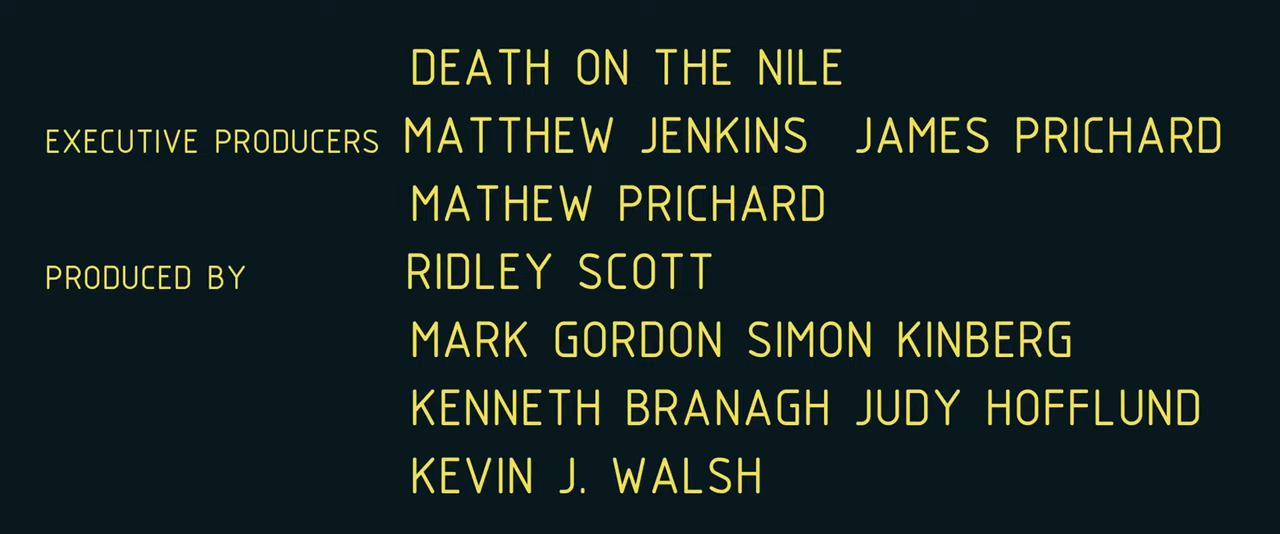 DEATH ON THE NILE
EXECUTIVE PRODUCERS MATTHEW JENKINS JAMES PRICHARD
MATHEW PRICHARD
PRODUCED BY RIDLEY SCOTT
MARK GORDON SIMON KINBERG
KENNETH BRANAGH JUDY HOFFLUND
KEVIN J. WALSH